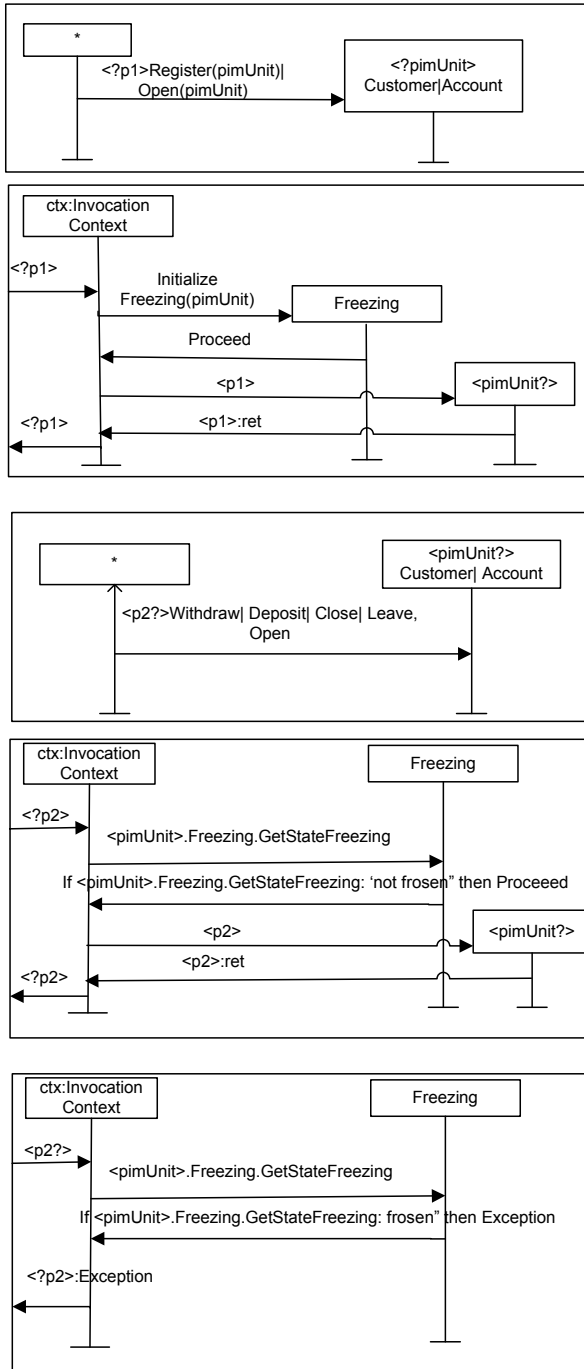 *
<?p1>Register(pimUnit)|
Open(pimUnit)
<?pimUnit>
Customer|Account
ctx:Invocation
Context
<?p1>
Initialize
Freezing(pimUnit)
Freezing
Proceed
<p1>
<pimUnit?>
<p1>:ret
<?p1>
*
<pimUnit?>
Customer| Account
<p2?>Withdraw| Deposit| Close| Leave,
Open
ctx:Invocation
Context
Freezing
<?p2>
<pimUnit>.Freezing.GetStateFreezing
If <pimUnit>.Freezing.GetStateFreezing: ‘not frosen” then Proceeed
<p2>
<pimUnit?>
<p2>:ret
<?p2>
ctx:Invocation
Context
Freezing
<p2?>
<pimUnit>.Freezing.GetStateFreezing
If <pimUnit>.Freezing.GetStateFreezing: frosen” then Exception
<?p2>:Exception